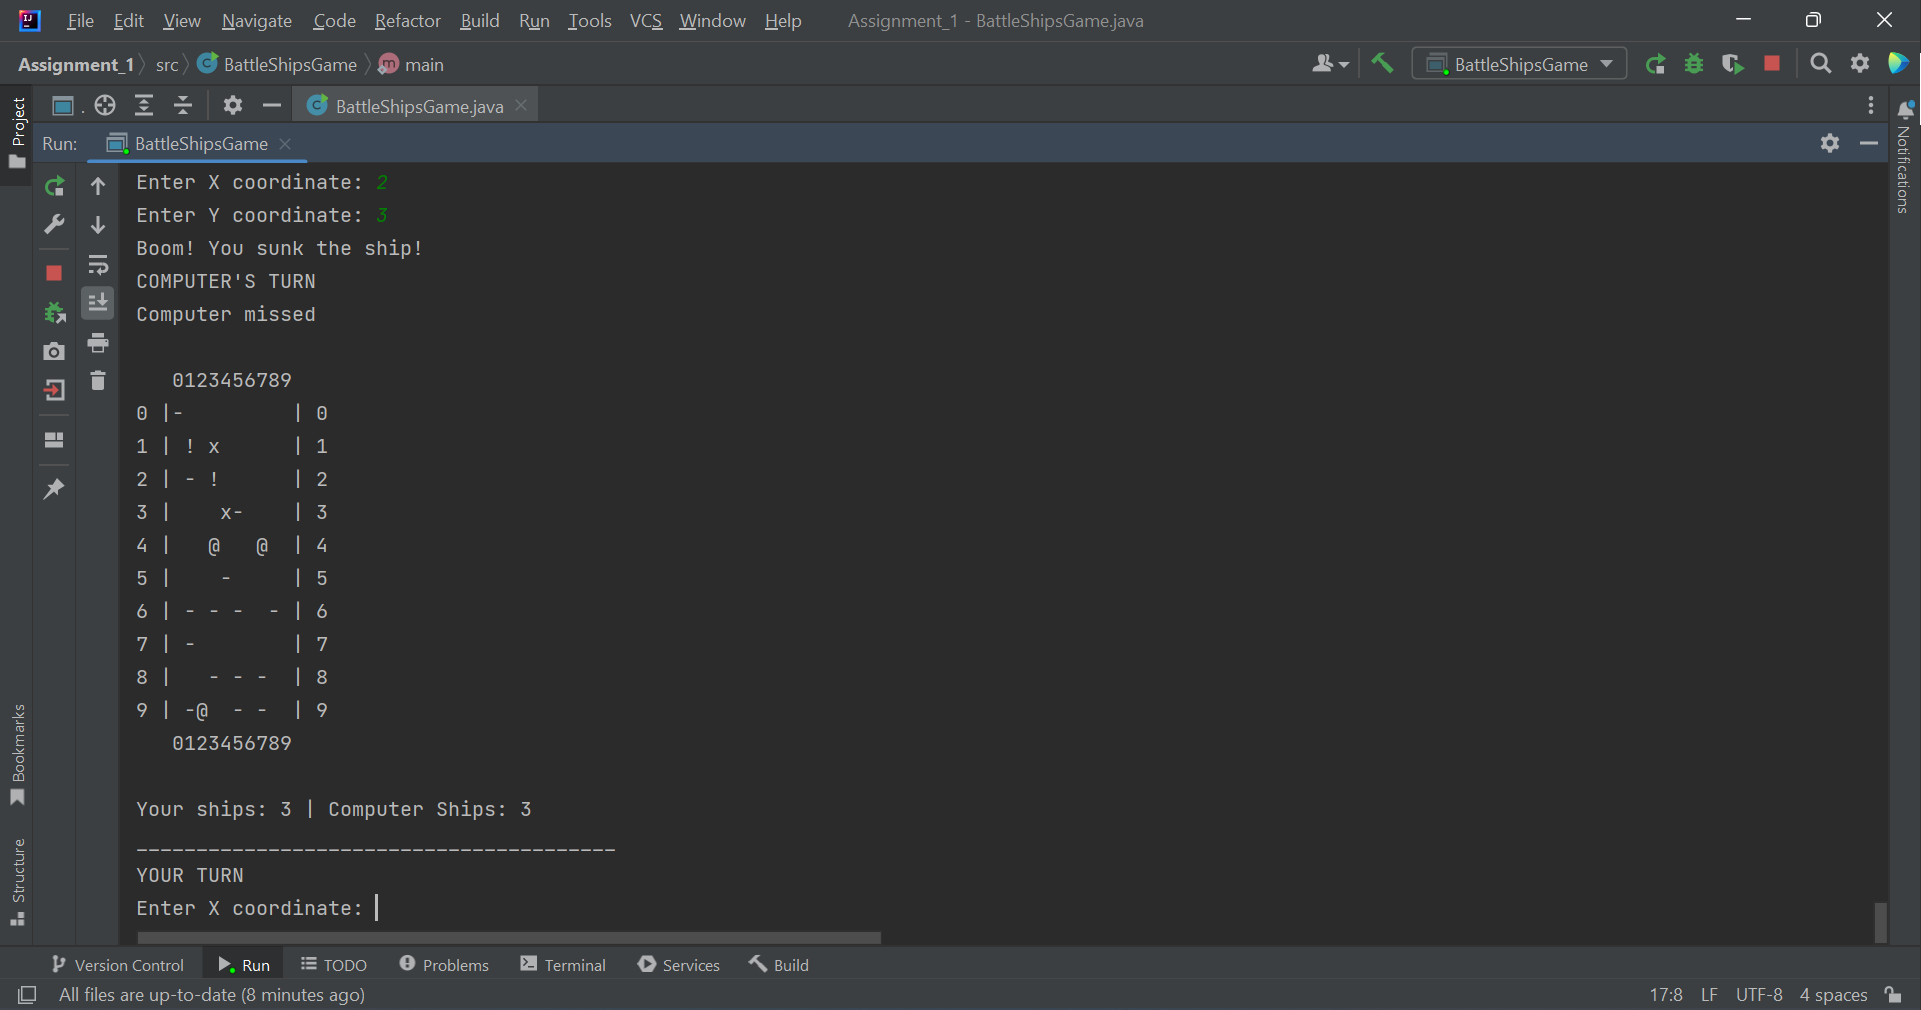 File Edit View Navigate Code Refactor Build Run Tools VCS Window Help Assignment_1 - BattleShipsGame.java
Assignment_1 src BattleShipsGame main BattleShipsGame
Project
BattleShipsGame.java
Notifications
Run: BattleShipsGame
Enter X coordinate: 2
Enter Y coordinate: 3
Boom! You sunk the ship!
COMPUTER'S TURN
Computer missed
   0123456789
0 |-         | 0
1 | ! x      | 1
2 | - !      | 2
3 |    x-    | 3
4 |   @   @  | 4
5 |    -     | 5
6 | - - -  - | 6
7 | -        | 7
8 |   - - -  | 8
9 | -@  - -  | 9
   0123456789
Your ships: 3 | Computer Ships: 3
________________________________________
YOUR TURN
Enter X coordinate:
Bookmarks
Structure
Version Control Run TODO Problems Terminal Services Build
All files are up-to-date (8 minutes ago) 17:8 LF UTF-8 4 spaces